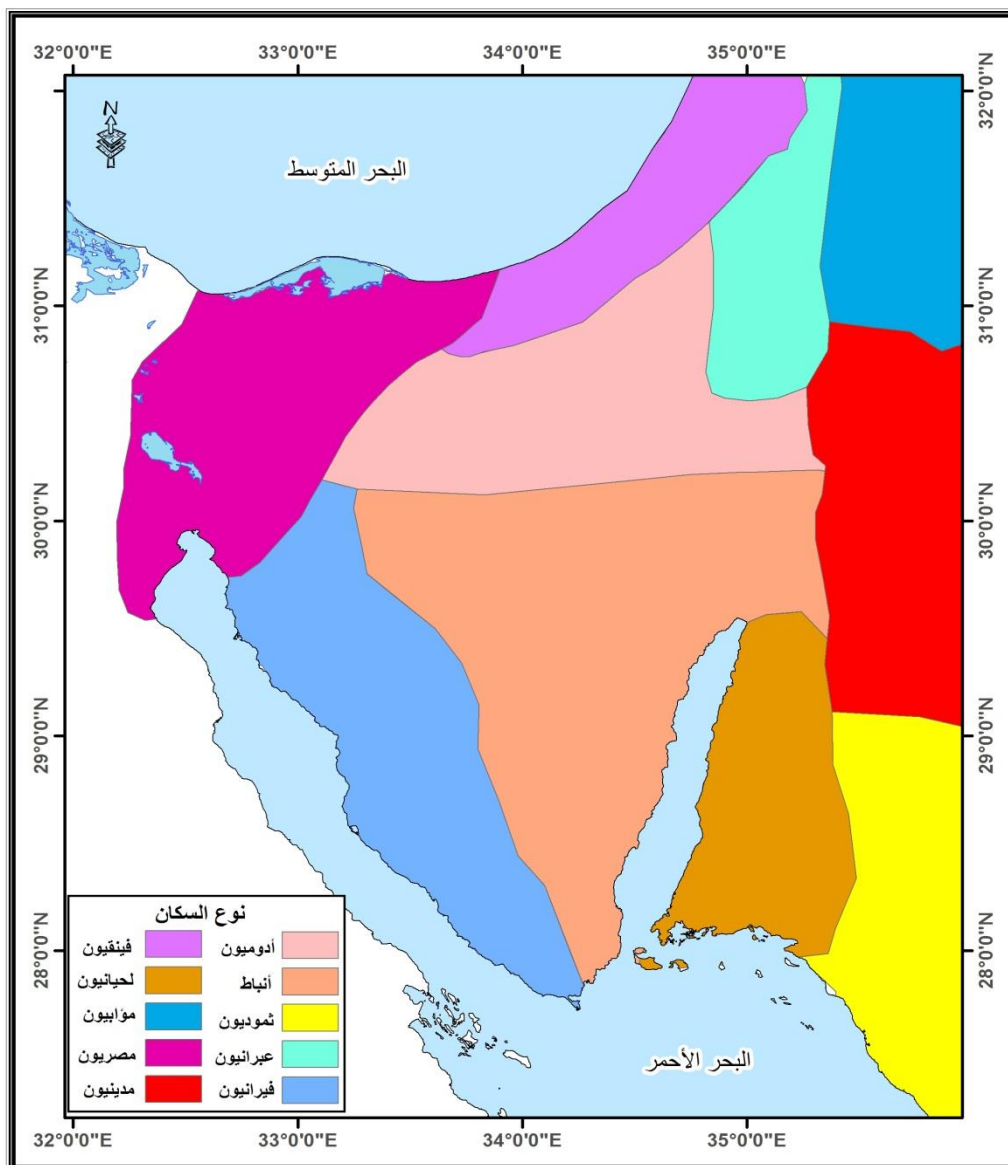 32°0'0"E 33°0'0"E 34°0'0"E 35°0'0"E
32°0'0"N 32°0'0"N
N
البحر المتوسط
31°0'0"N 31°0'0"N
30°0'0"N 30°0'0"N
29°0'0"N 29°0'0"N
28°0'0"N 28°0'0"N
نوع السكان
أدوميون فينقيون
أنباط لحيانيون
ثموديون مؤابيون
عبرانيون مصريون
فيرانيون مدينيون
البحر الأحمر
32°0'0"E 33°0'0"E 34°0'0"E 35°0'0"E